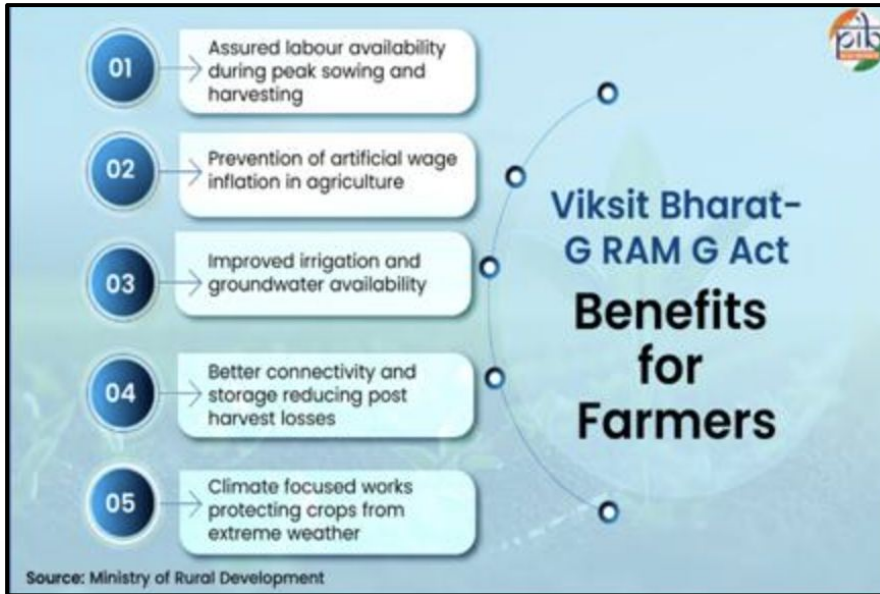 01
Assured labour availability
during peak sowing and
harvesting
02
Prevention of artificial wage
inflation in agriculture
03
Improved irrigation and
groundwater availability
04
Better connectivity and
storage reducing post
harvest losses
05
Climate focused works
protecting crops from
extreme weather
pib
Viksit Bharat-
G RAM G Act
Benefits
for
Farmers
Source: Ministry of Rural Development